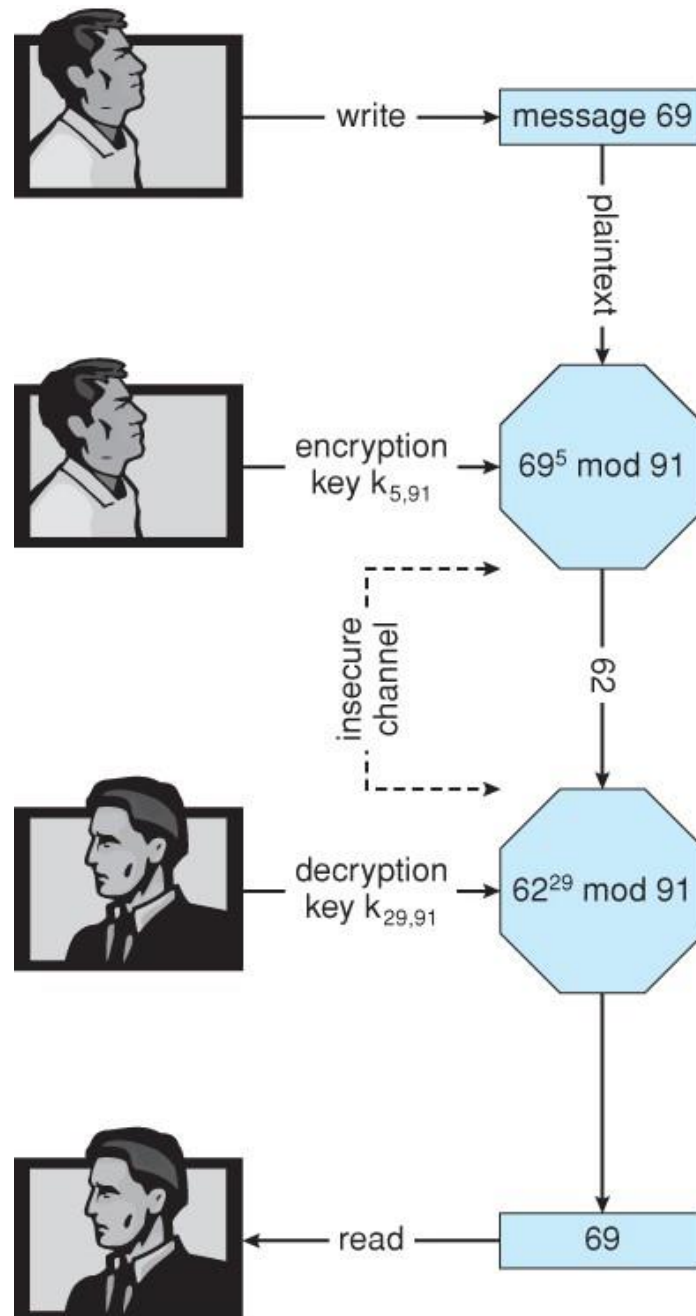 write
message 69
plaintext
encryption
key k₅,₉₁
69⁵ mod 91
insecure
channel
62
decryption
key k₂₉,₉₁
62²⁹ mod 91
read
69